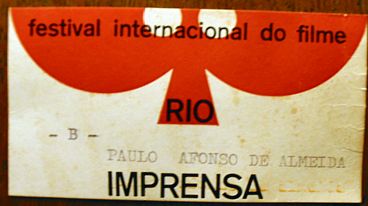 festival internacional do filme
RIO
- B -
PAULO AFONSO DE ALMEIDA
IMPRENSA